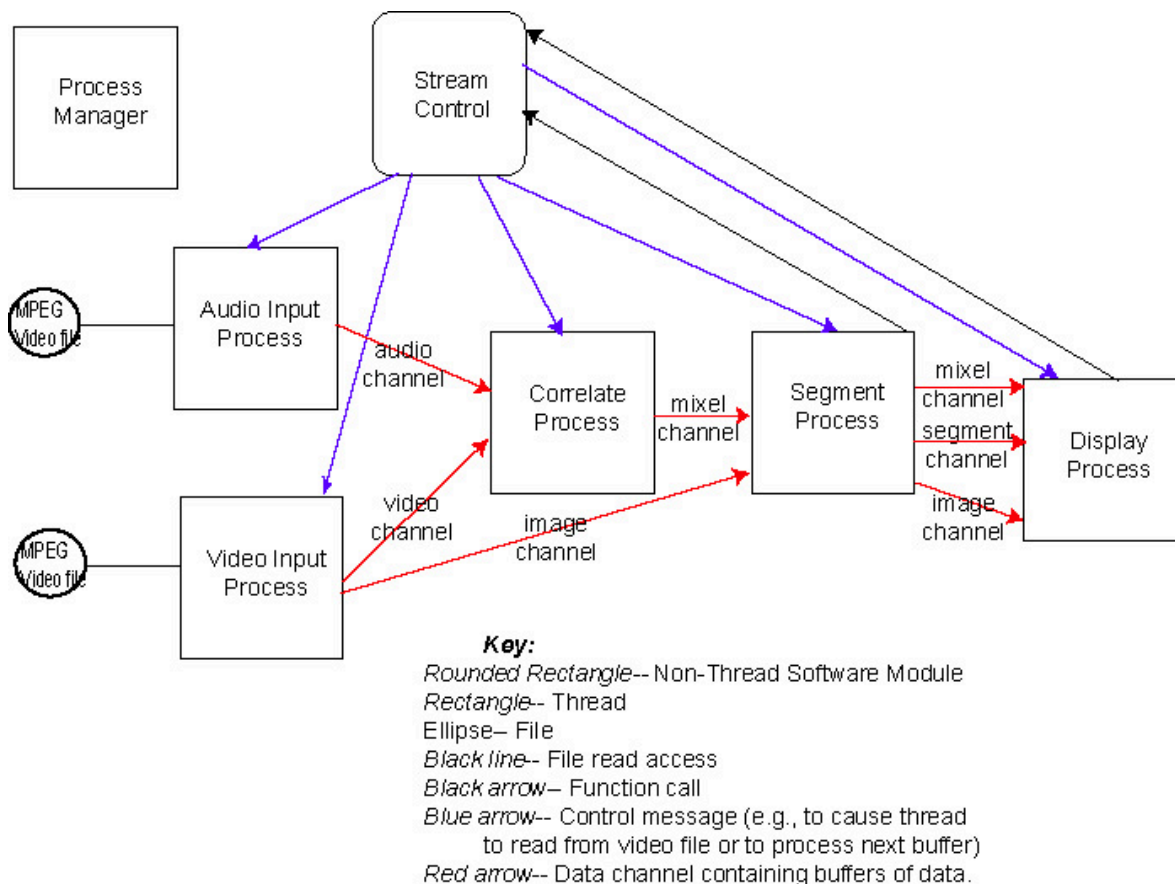 Process
Manager
Stream
Control
MPEG
Video file
Audio Input
Process
audio
channel
Correlate
Process
mixel
channel
Segment
Process
mixel
channel
segment
channel
image
channel
Display
Process
MPEG
Video file
Video Input
Process
video
channel
image
channel
Key:
Rounded Rectangle-- Non-Thread Software Module
Rectangle-- Thread
Ellipse– File
Black line-- File read access
Black arrow– Function call
Blue arrow-- Control message (e.g., to cause thread
to read from video file or to process next buffer)
Red arrow-- Data channel containing buffers of data.